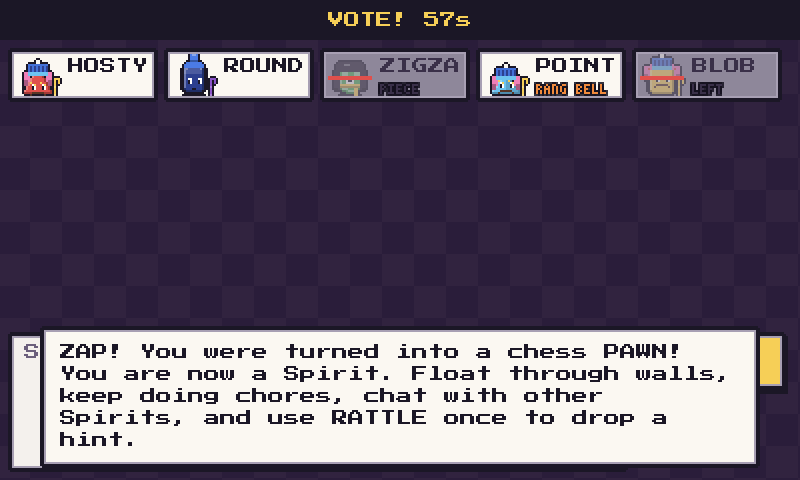 VOTE! 57s
HOSTY
ROUND
ZIGZA
PIECE
POINT
RANG BELL
BLOB
LEFT
S
ZAP! You were turned into a chess PAWN!
You are now a Spirit. Float through walls,
keep doing chores, chat with other
Spirits, and use RATTLE once to drop a
hint.